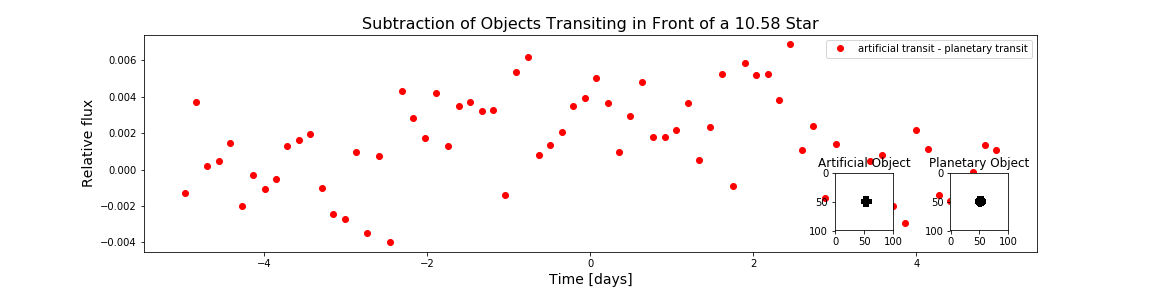 Subtraction of Objects Transiting in Front of a 10.58 Star
artificial transit - planetary transit
Relative flux
0.006
0.004
0.002
0.000
−0.002
−0.004
Artificial Object
0
50
100
0 50 100
Planetary Object
0
50
100
0 50 100
−4 −2 0 2 4
Time [days]